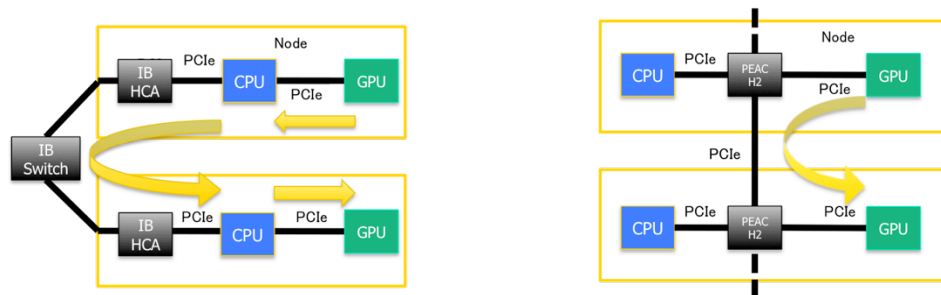 Node
PCIe
IB
HCA
CPU
GPU
PCIe
IB
Switch
IB
HCA
PCIe
CPU
PCIe
GPU
Node
CPU
PCIe
PEAC
H2
GPU
PCIe
PCIe
CPU
PCIe
PEAC
H2
PCIe
GPU